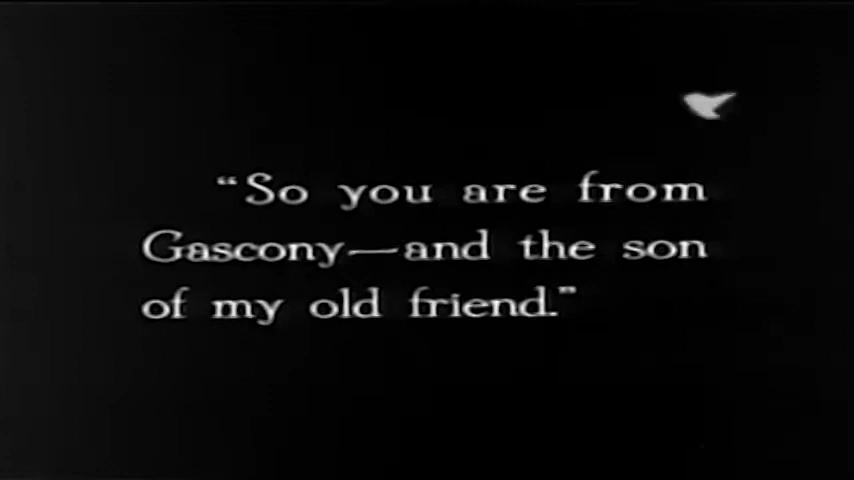 “So you are from
Gascony—and the son
of my old friend.”